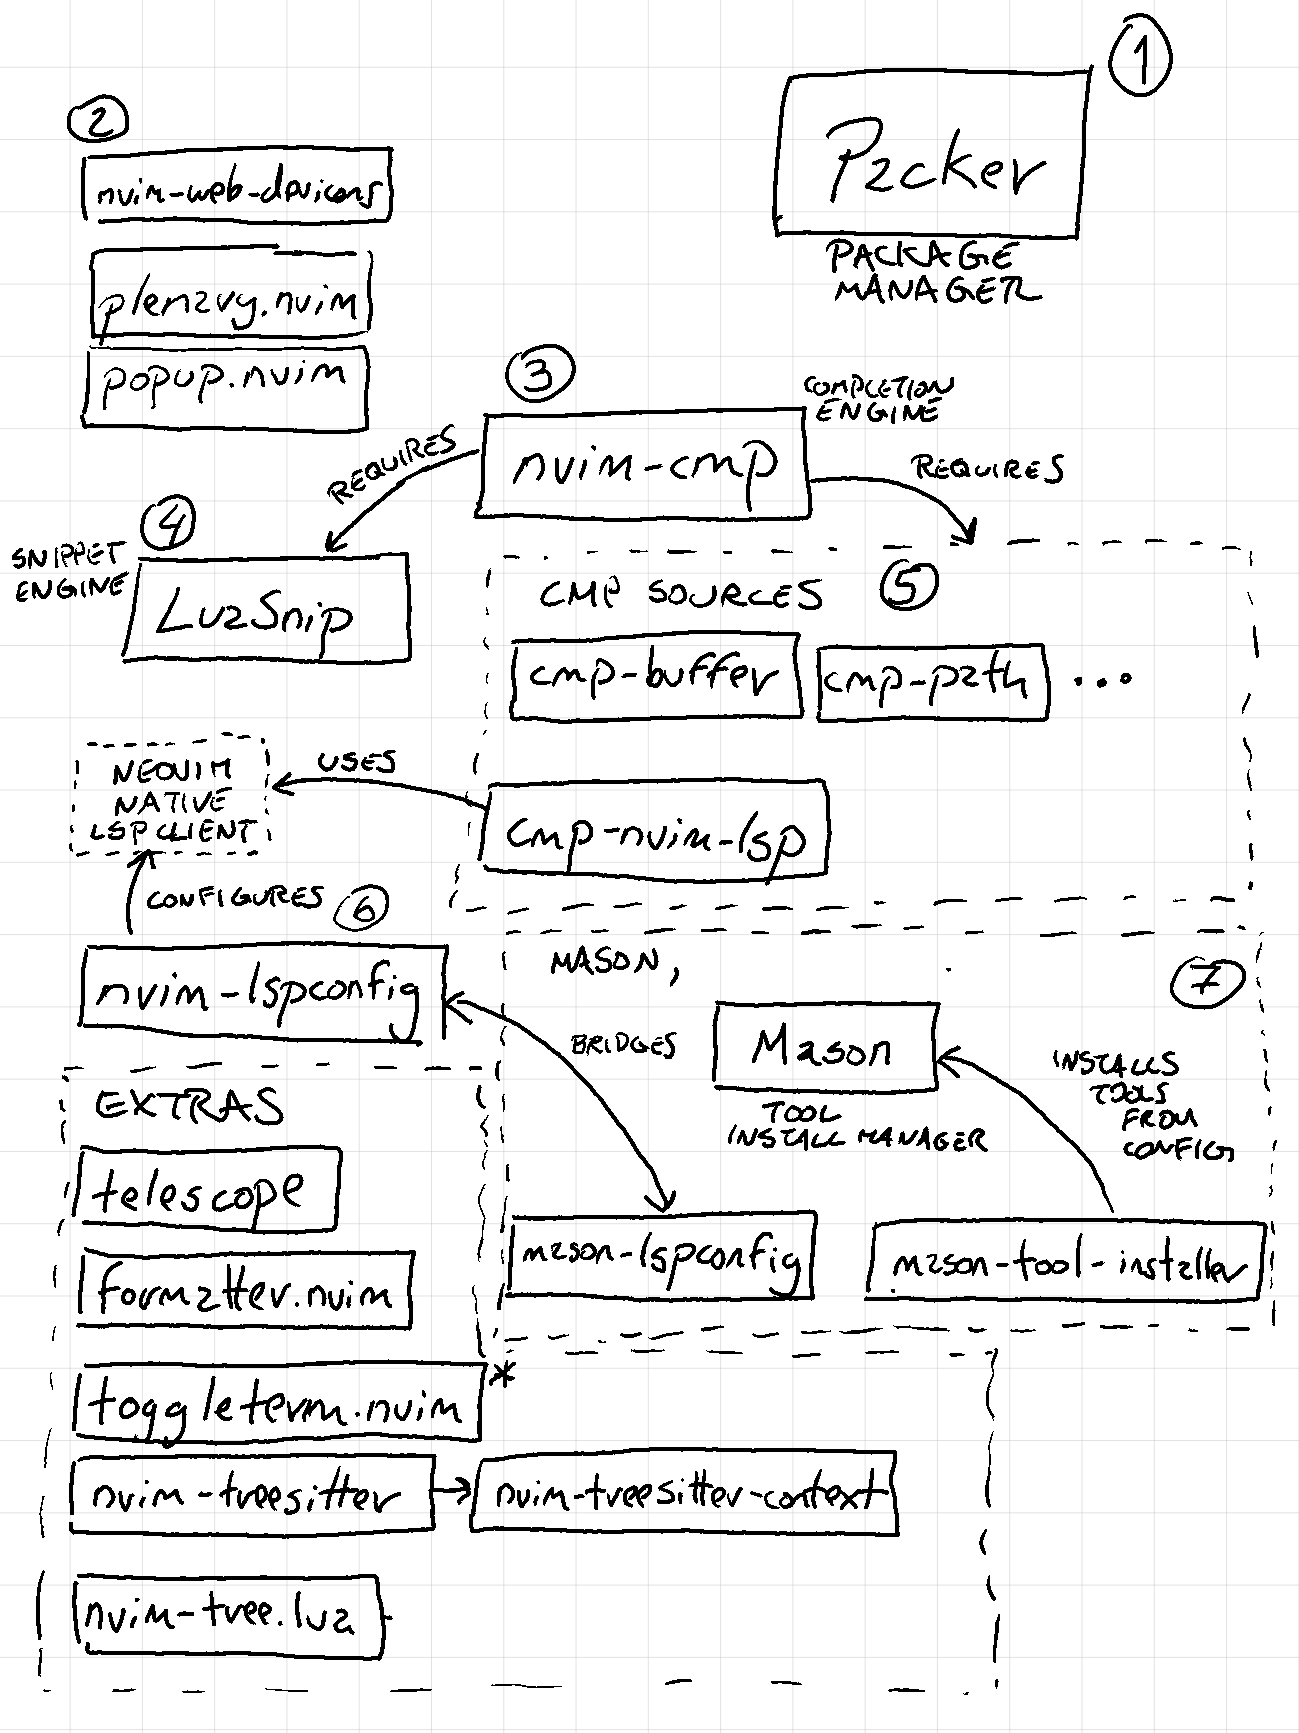 1
Packer
PACKAGE
MANAGER
2
nvim-web-devicons
plenary.nvim
popup.nvim
3
COMPLETION
ENGINE
nvim-cmp
REQUIRES
REQUIRES
4
SNIPPET
ENGINE
LuaSnip
CMP SOURCES
5
cmp-buffer
cmp-path
...
NEOVIM
NATIVE
LSP CLIENT
USES
cmp-nvim-lsp
CONFIGURES
6
nvim-lspconfig
MASON,
7
BRIDGES
Mason
TOOL
INSTALL MANAGER
INSTALLS
TOOLS
FROM
CONFIG
mason-lspconfig
mason-tool-installer
EXTRAS
telescope
formatter.nvim
toggleterm.nvim
*
nvim-treesitter
nvim-treesitter-context
nvim-tree.lua